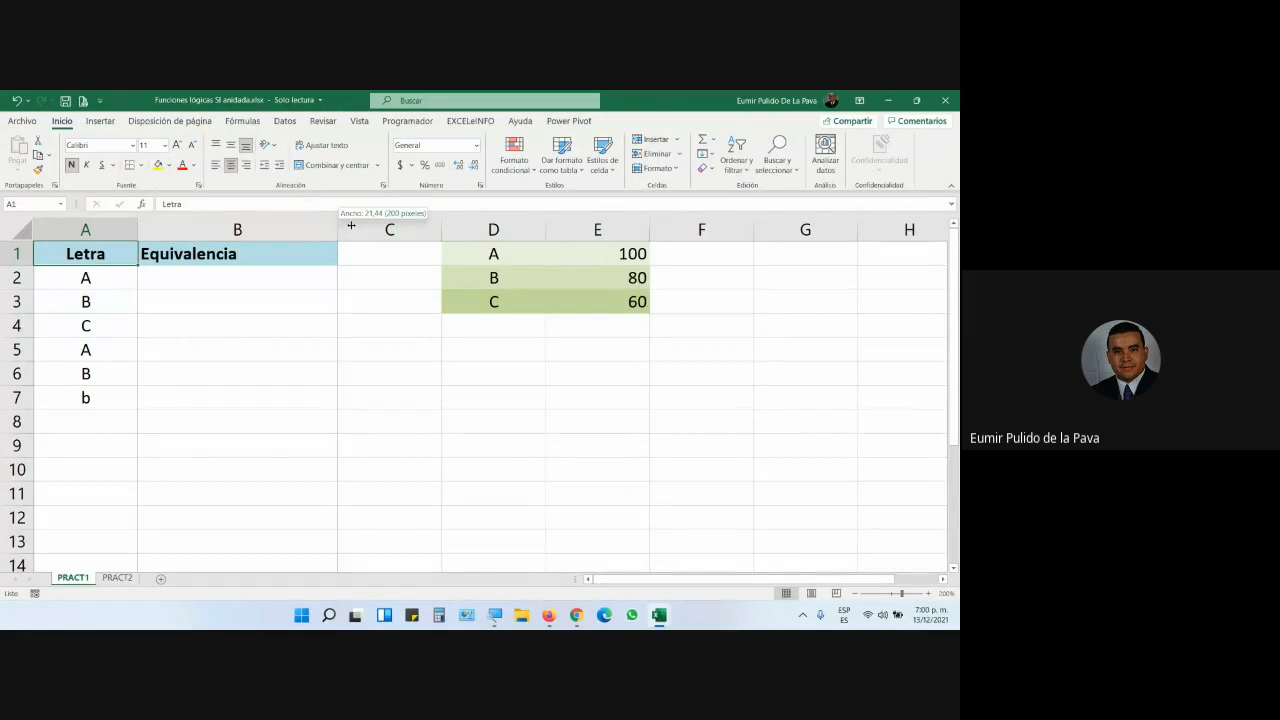 Funciones lógicas SI anidada.xlsx - Solo lectura
Buscar
Eumir Pulido De La Pava
Archivo Inicio Insertar Disposición de página Fórmulas Datos Revisar Vista Programador EXCELeINFO Ayuda Power Pivot Compartir Comentarios
Pegar
Calibri 11
N K S
Ajustar texto
Combinar y centrar
General
$ % 000
Formato condicional
Dar formato como tabla
Estilos de celda
Insertar
Eliminar
Formato
Ordenar y filtrar
Buscar y seleccionar
Analizar datos
Confidencialidad
Portapapeles Fuente Alineación Número Estilos Celdas Edición Análisis Confidencialidad
A1 fx Letra
Ancho: 21,44 (200 píxeles)
A B C D E F G H
1 Letra Equivalencia A 100
2 A B 80
3 B C 60
4 C
5 A
6 B
7 b
8
9
10
11
12
13
14
PRACT1 PRACT2
Listo 200%
ESP
ES
7:00 p. m.
13/12/2021
Eumir Pulido de la Pava